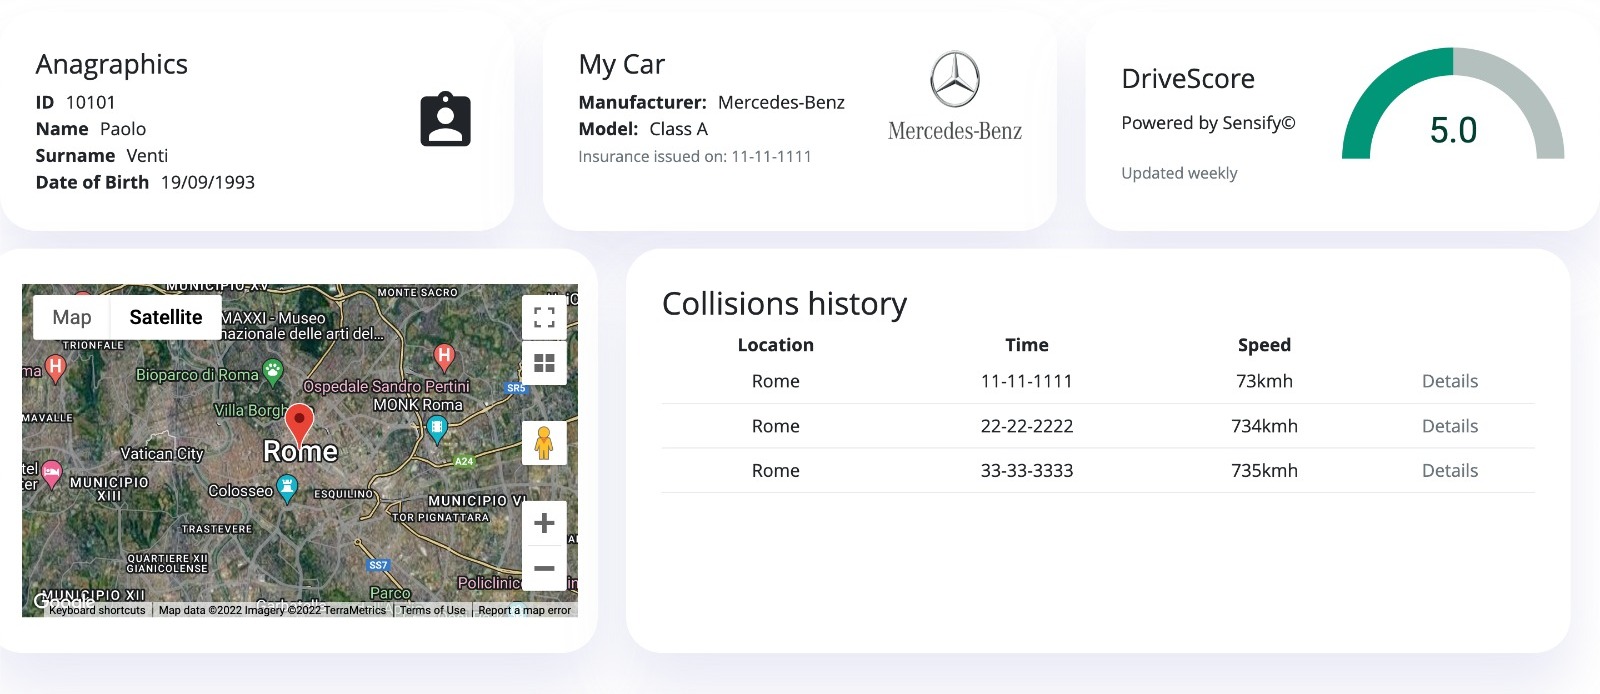 Anagraphics
ID 10101
Name Paolo
Surname Venti
Date of Birth 19/09/1993
My Car
Manufacturer: Mercedes-Benz
Model: Class A
Insurance issued on: 11-11-1111
Mercedes-Benz
DriveScore
Powered by Sensify©
Updated weekly
5.0
Map Satellite
MUNICIPIO XV
MONTE SACRO
MAXXI - Museo
nazionale delle arti del...
TRIONFALE
ma
H
H
Bioparco di Roma
Ospedale Sandro Pertini
SR5
MONK Roma
Villa Borgh
MAVALLE
Rome
Vatican City
A24
tel
er
MUNICIPIO
XIII
Colosseo
ESQUILINO
MUNICIPIO VI
TOR PIGNATTARA
TRASTEVERE
QUARTIERE XII
GIANICOLENSE
SS7
Policlinic
in
MUNICIPIO XII
Parco
Google
Keyboard shortcuts
Map data ©2022 Imagery ©2022 TerraMetrics
Terms of Use
Report a map error
Collisions history
Location Time Speed
Rome 11-11-1111 73kmh Details
Rome 22-22-2222 734kmh Details
Rome 33-33-3333 735kmh Details